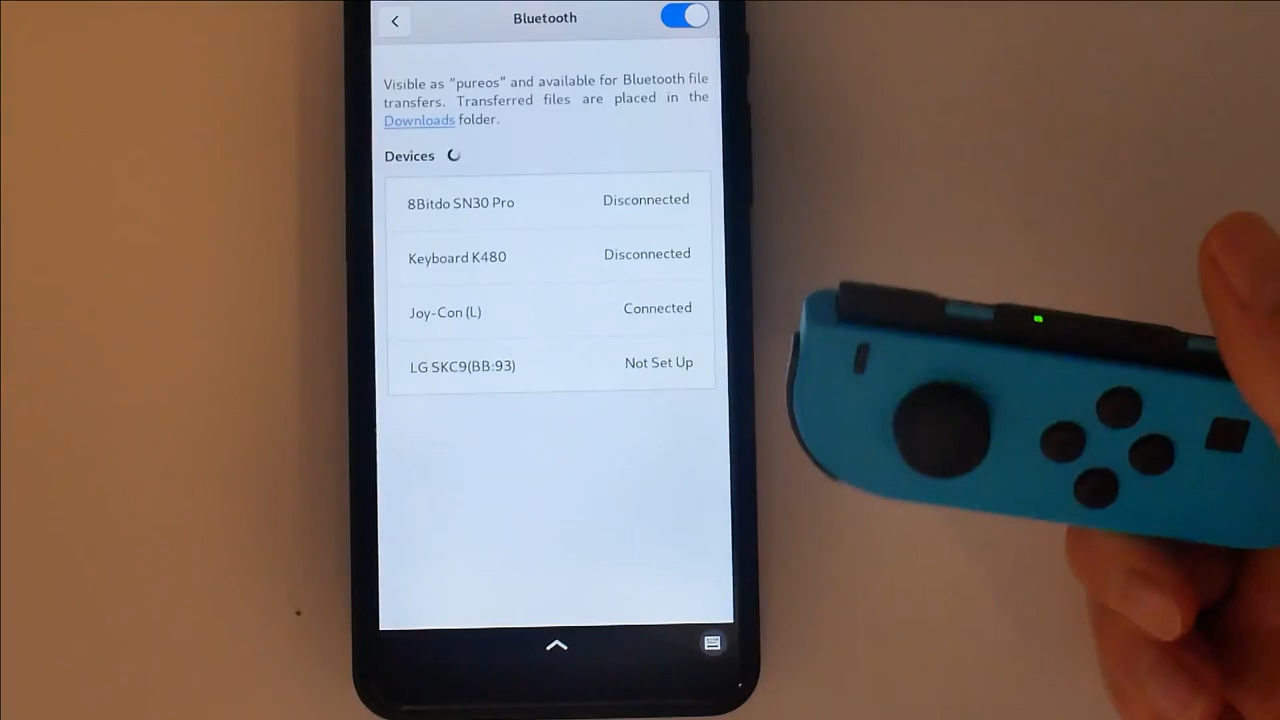 Bluetooth
Visible as "pureos" and available for Bluetooth file
transfers. Transferred files are placed in the
Downloads folder.
Devices
8Bitdo SN30 Pro Disconnected
Keyboard K480 Disconnected
Joy-Con (L) Connected
LG SKC9(BB:93) Not Set Up